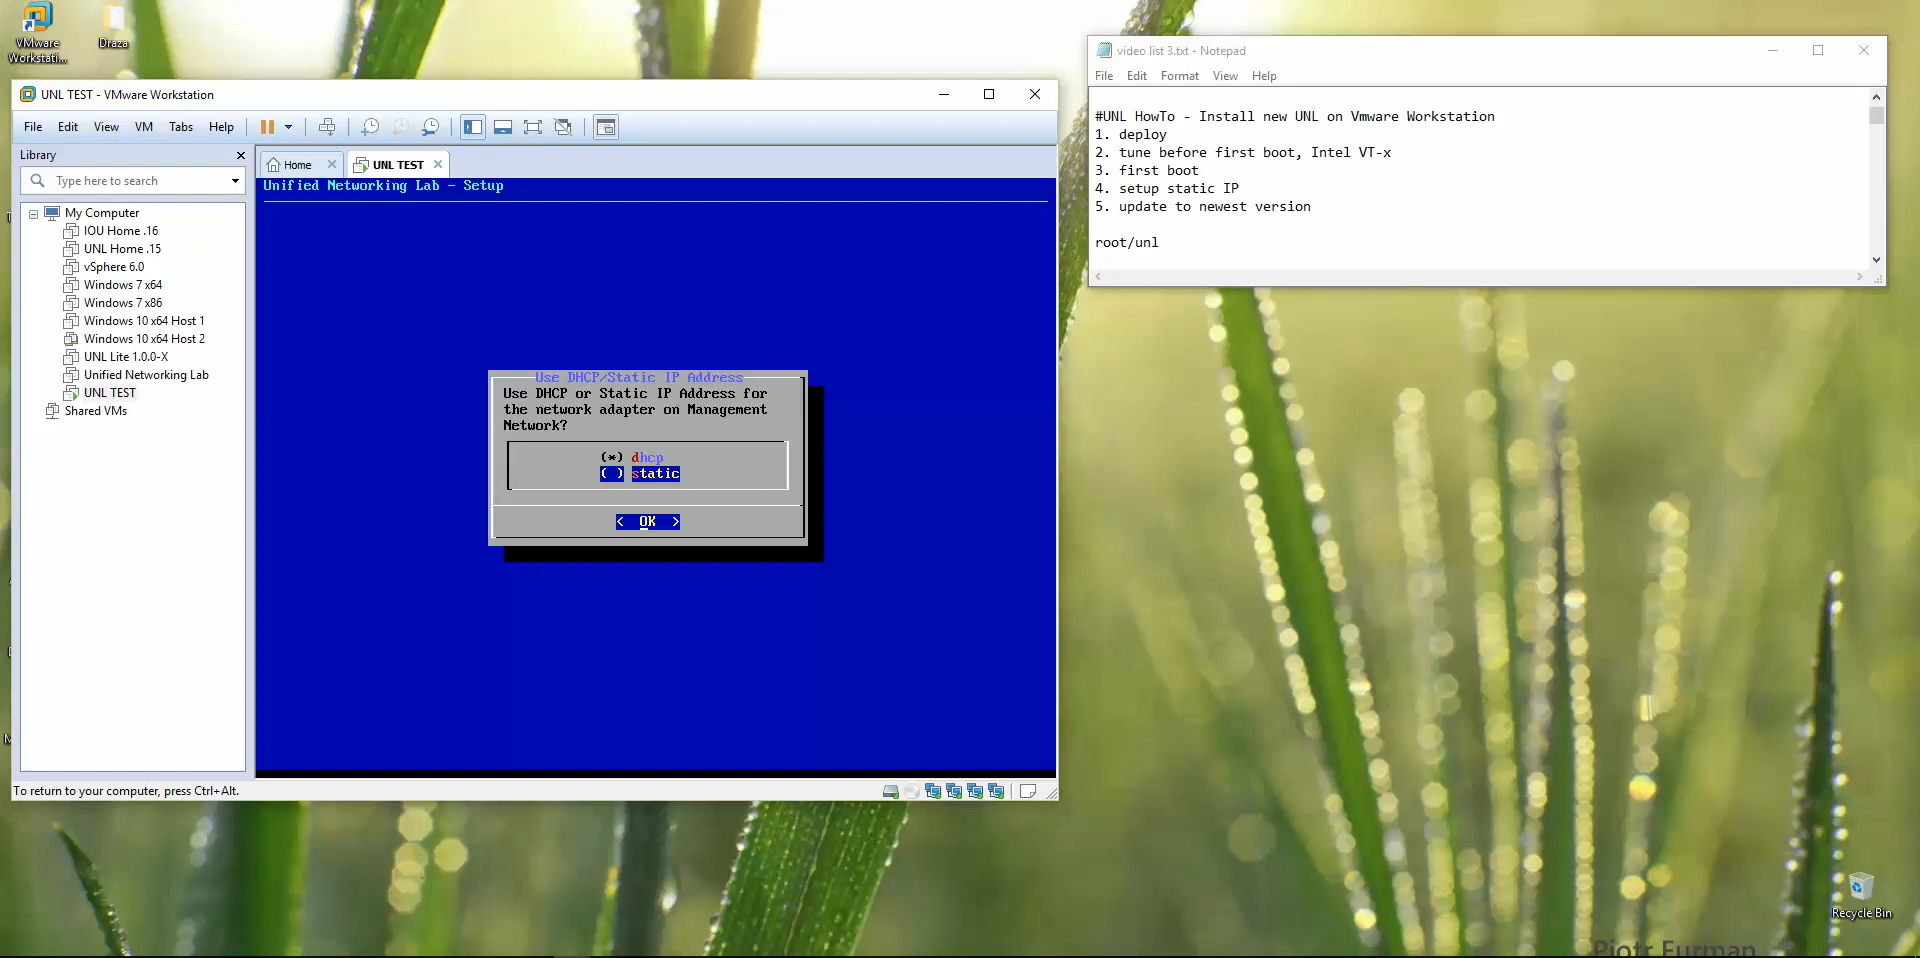 VMware
Workstati...
Draza
UNL TEST - VMware Workstation
File Edit View VM Tabs Help
Library
Type here to search
My Computer
IOU Home .16
UNL Home .15
vSphere 6.0
Windows 7 x64
Windows 7 x86
Windows 10 x64 Host 1
Windows 10 x64 Host 2
UNL Lite 1.0.0-X
Unified Networking Lab
UNL TEST
Shared VMs
Home
UNL TEST
Unified Networking Lab - Setup
Use DHCP/Static IP Address
Use DHCP or Static IP Address for
the network adapter on Management
Network?
(*) dhcp
( ) static
< OK >
To return to your computer, press Ctrl+Alt.
video list 3.txt - Notepad
File Edit Format View Help
#UNL HowTo - Install new UNL on Vmware Workstation
1. deploy
2. tune before first boot, Intel VT-x
3. first boot
4. setup static IP
5. update to newest version
root/unl
Recycle Bin
Piotr Furman